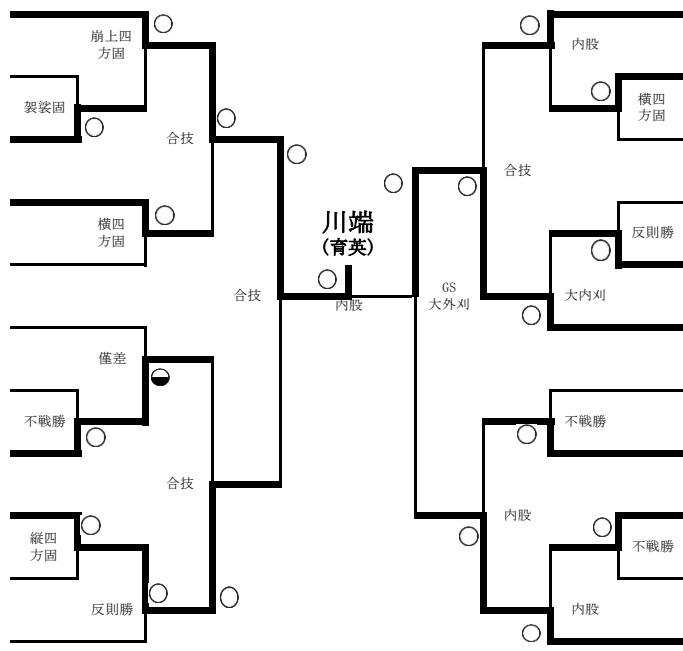 崩上四
方固
袈裟固
合技
横四
方固
合技
僅差
不戦勝
合技
縦四
方固
反則勝
川端
(育英)
内股
内股
横四
方固
合技
反則勝
GS
大外刈
大内刈
不戦勝
内股
不戦勝
内股